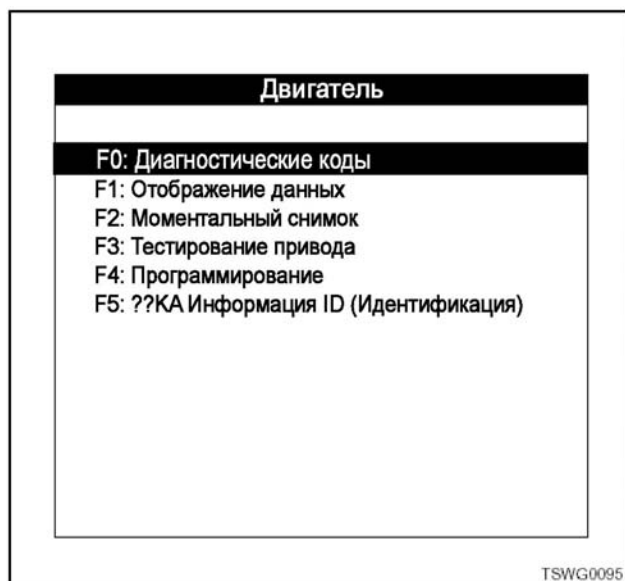 Двигатель
F0: Диагностические коды
F1: Отображение данных
F2: Моментальный снимок
F3: Тестирование привода
F4: Программирование
F5: ??КА Информация ID (Идентификация)
TSWG0095